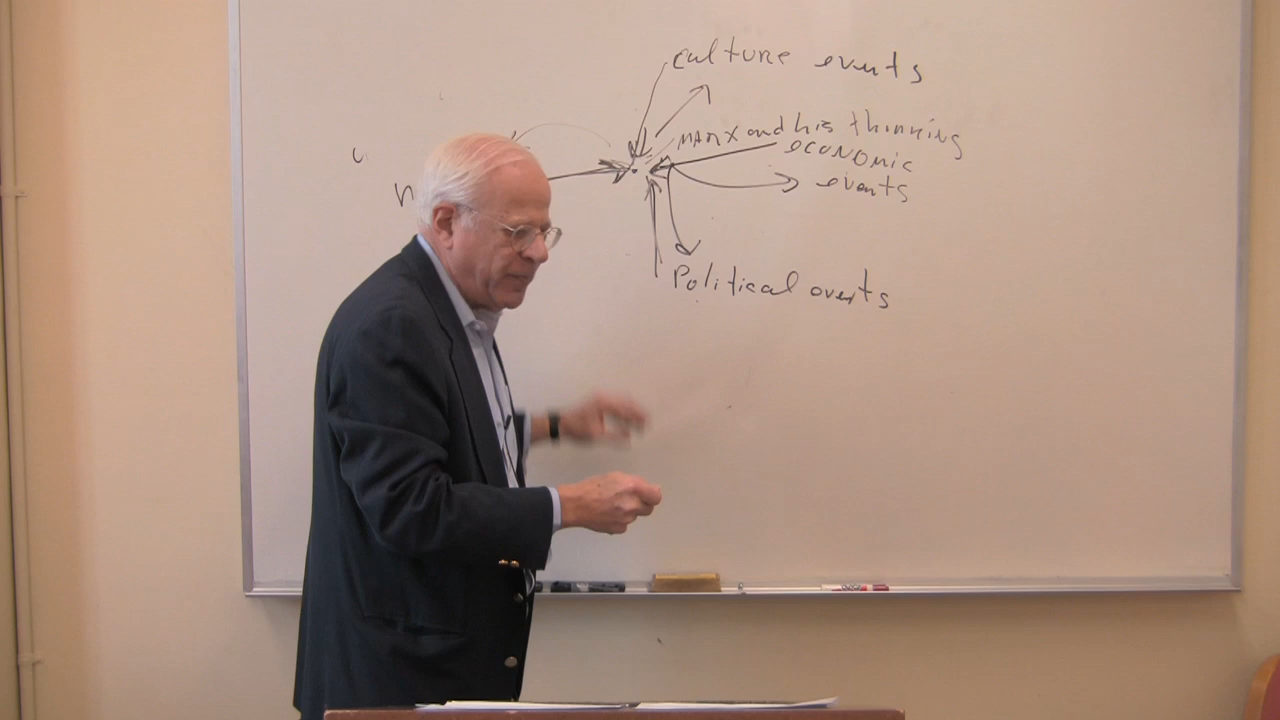 culture events
MARX and his thinking
economic
events
Political events